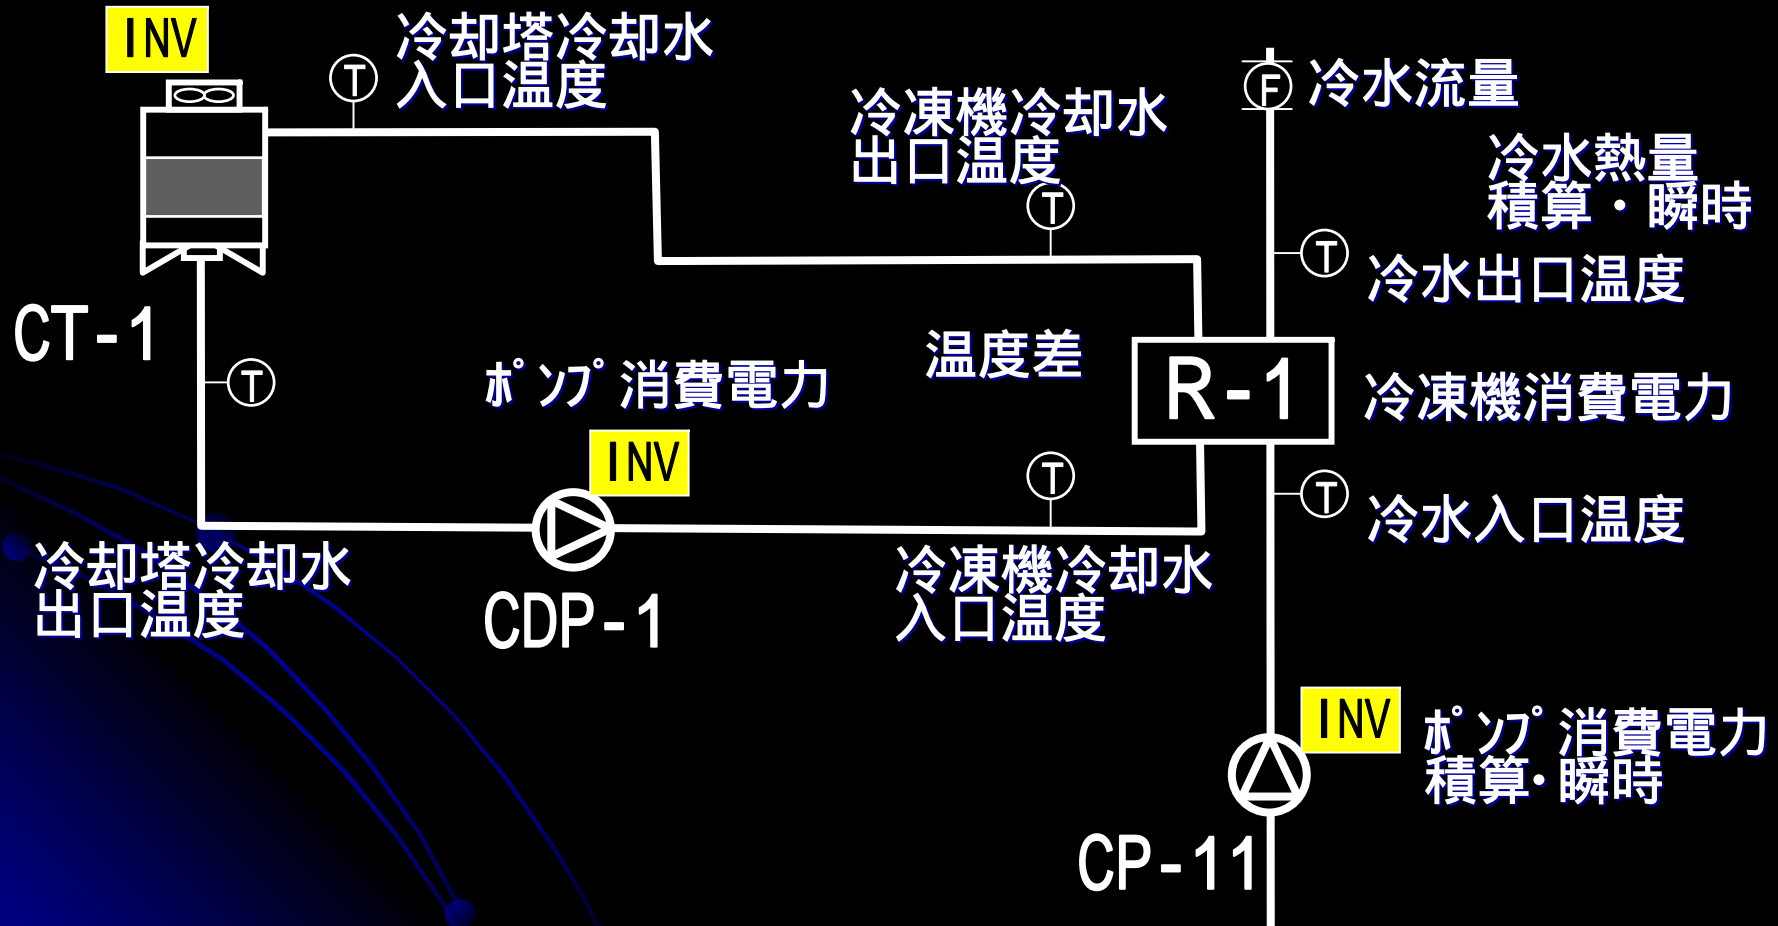 INV
冷却塔冷却水
入口温度
T
冷凍機冷却水
出口温度
T
F
冷水流量
冷水熱量
積算・瞬時
T
冷水出口温度
CT-1
T
ﾎﾟﾝﾌﾟ消費電力
INV
温度差
R-1
冷凍機消費電力
T
T
冷水入口温度
冷却塔冷却水
出口温度
CDP-1
冷凍機冷却水
入口温度
INV
ﾎﾟﾝﾌﾟ消費電力
積算・瞬時
CP-11